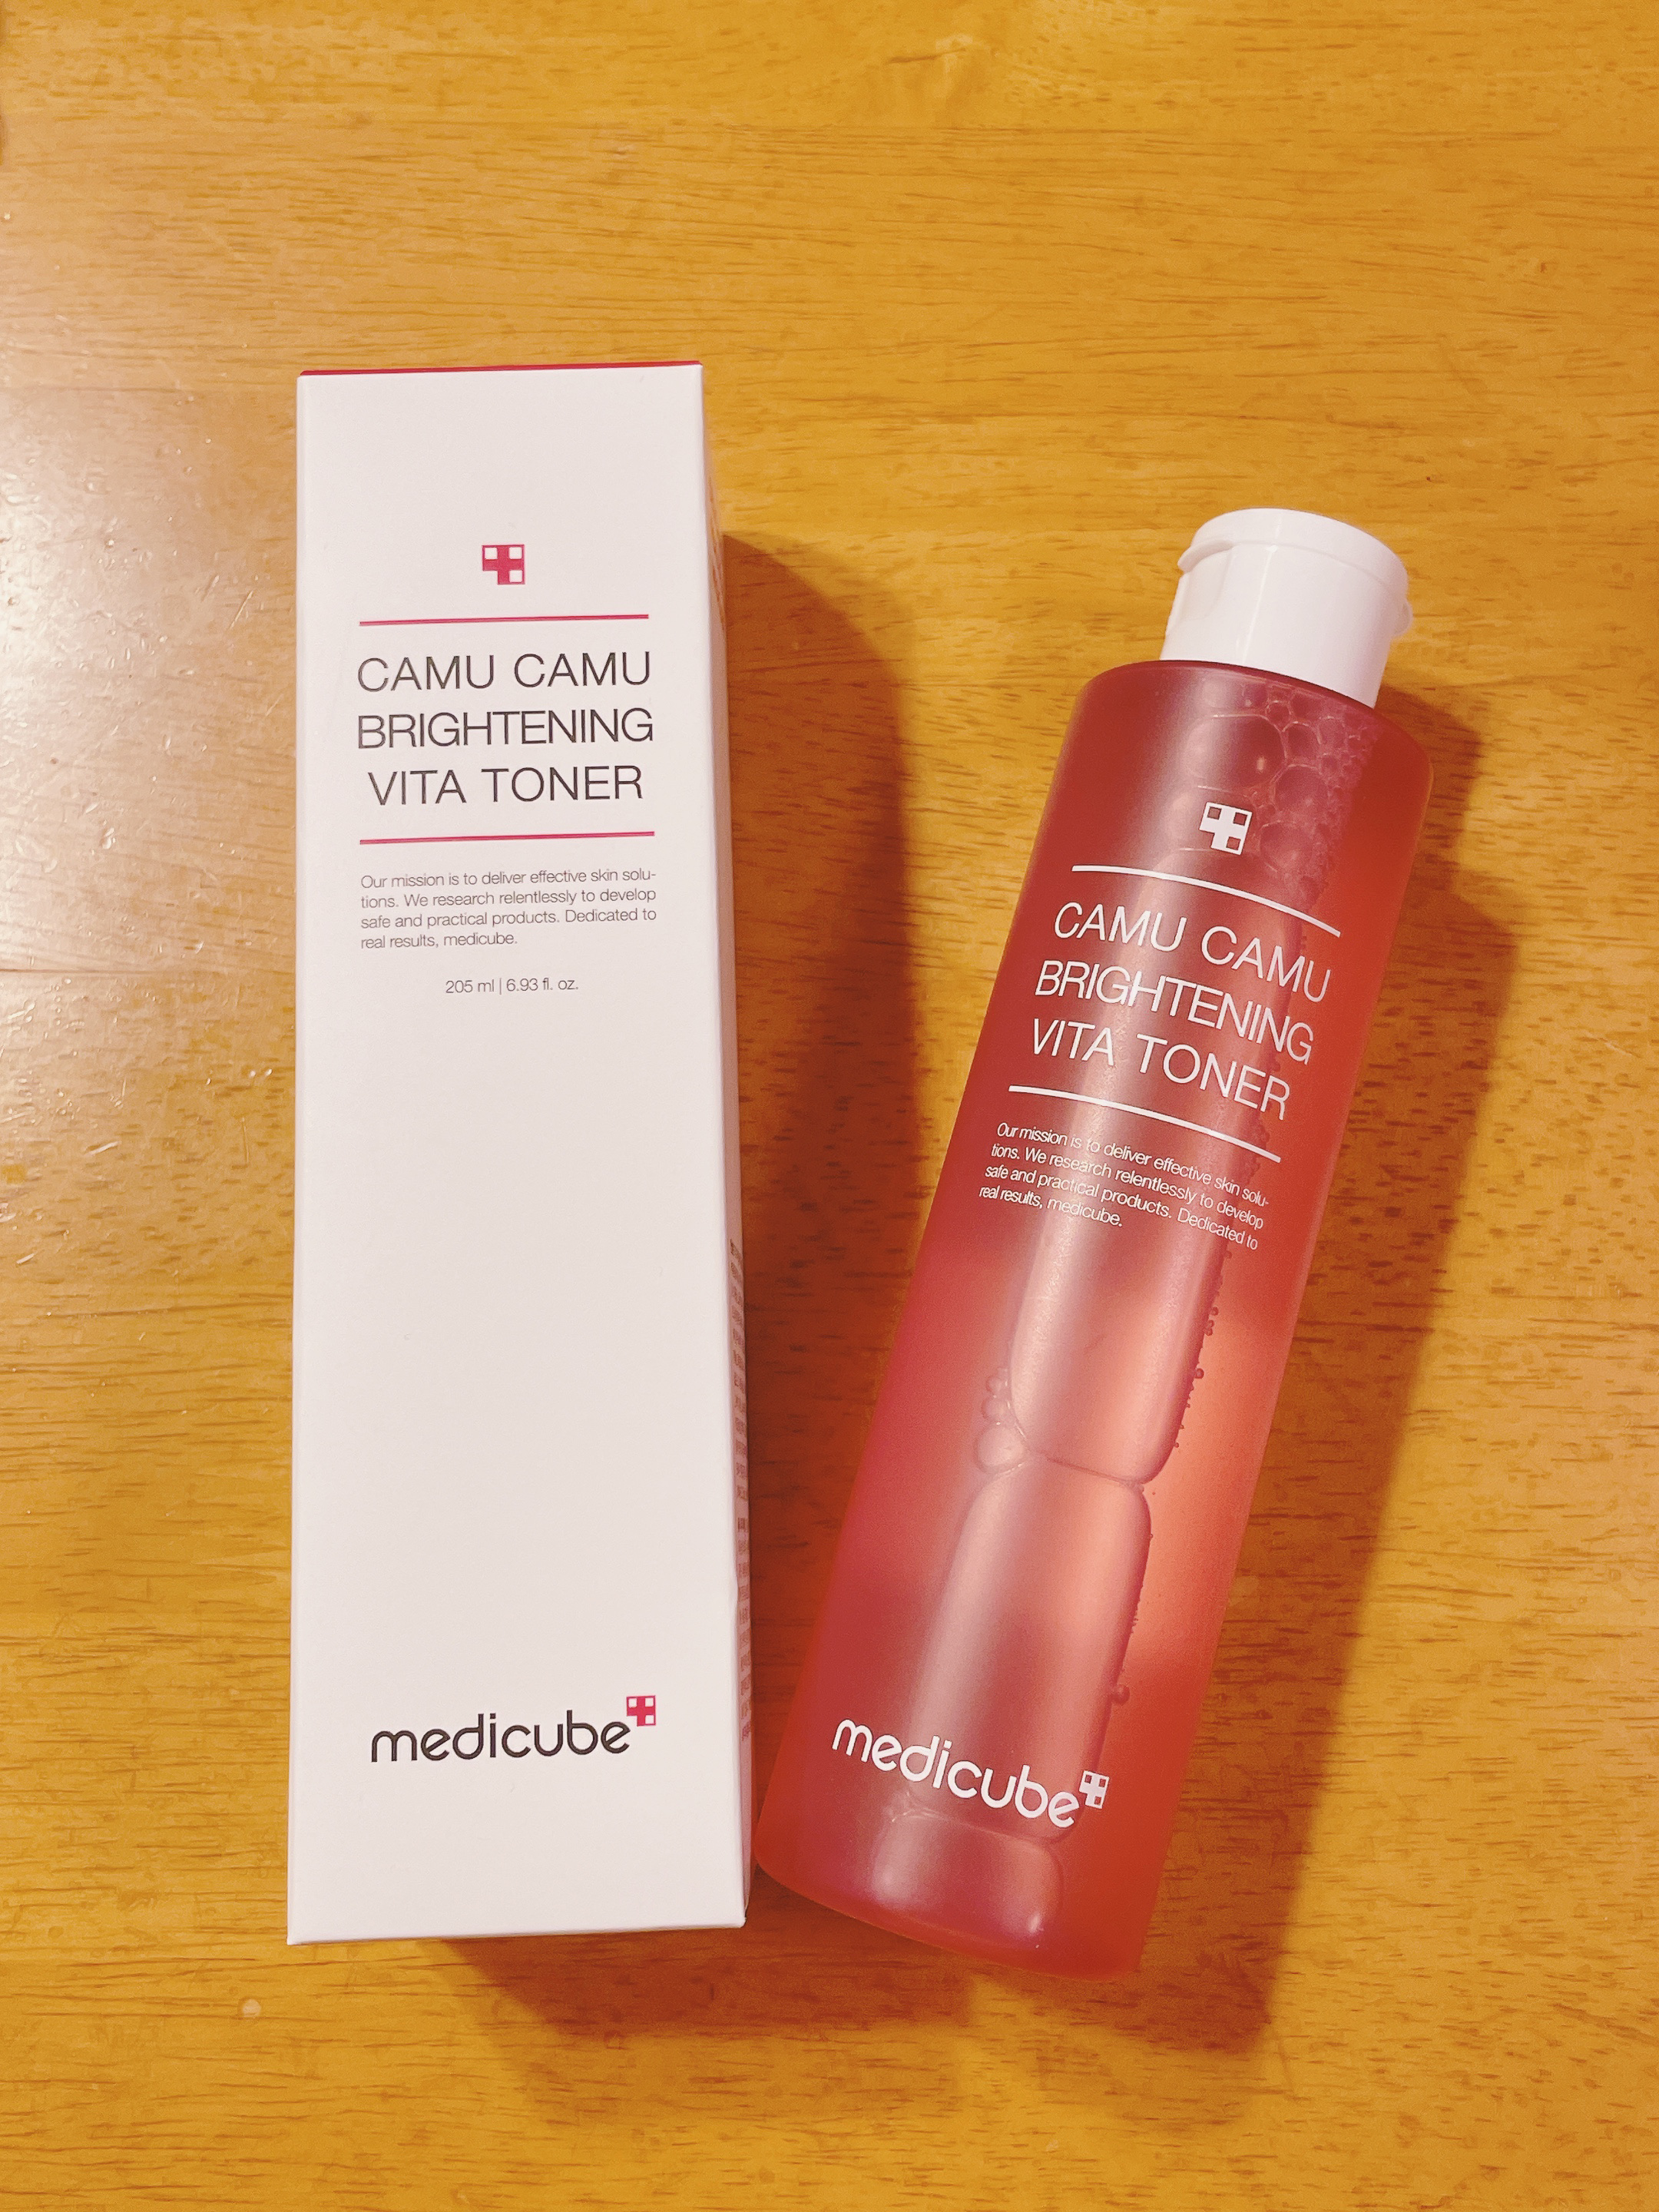 CAMU CAMU
BRIGHTENING
VITA TONER
Our mission is to deliver effective skin solu-
tions. We research relentlessly to develop
safe and practical products. Dedicated to
real results, medicube.
205 ml | 6.93 fl. oz.
medicube
CAMU CAMU
BRIGHTENING
VITA TONER
Our mission is to deliver effective skin solu-
tions. We research relentlessly to develop
safe and practical products. Dedicated to
real results, medicube.
medicube